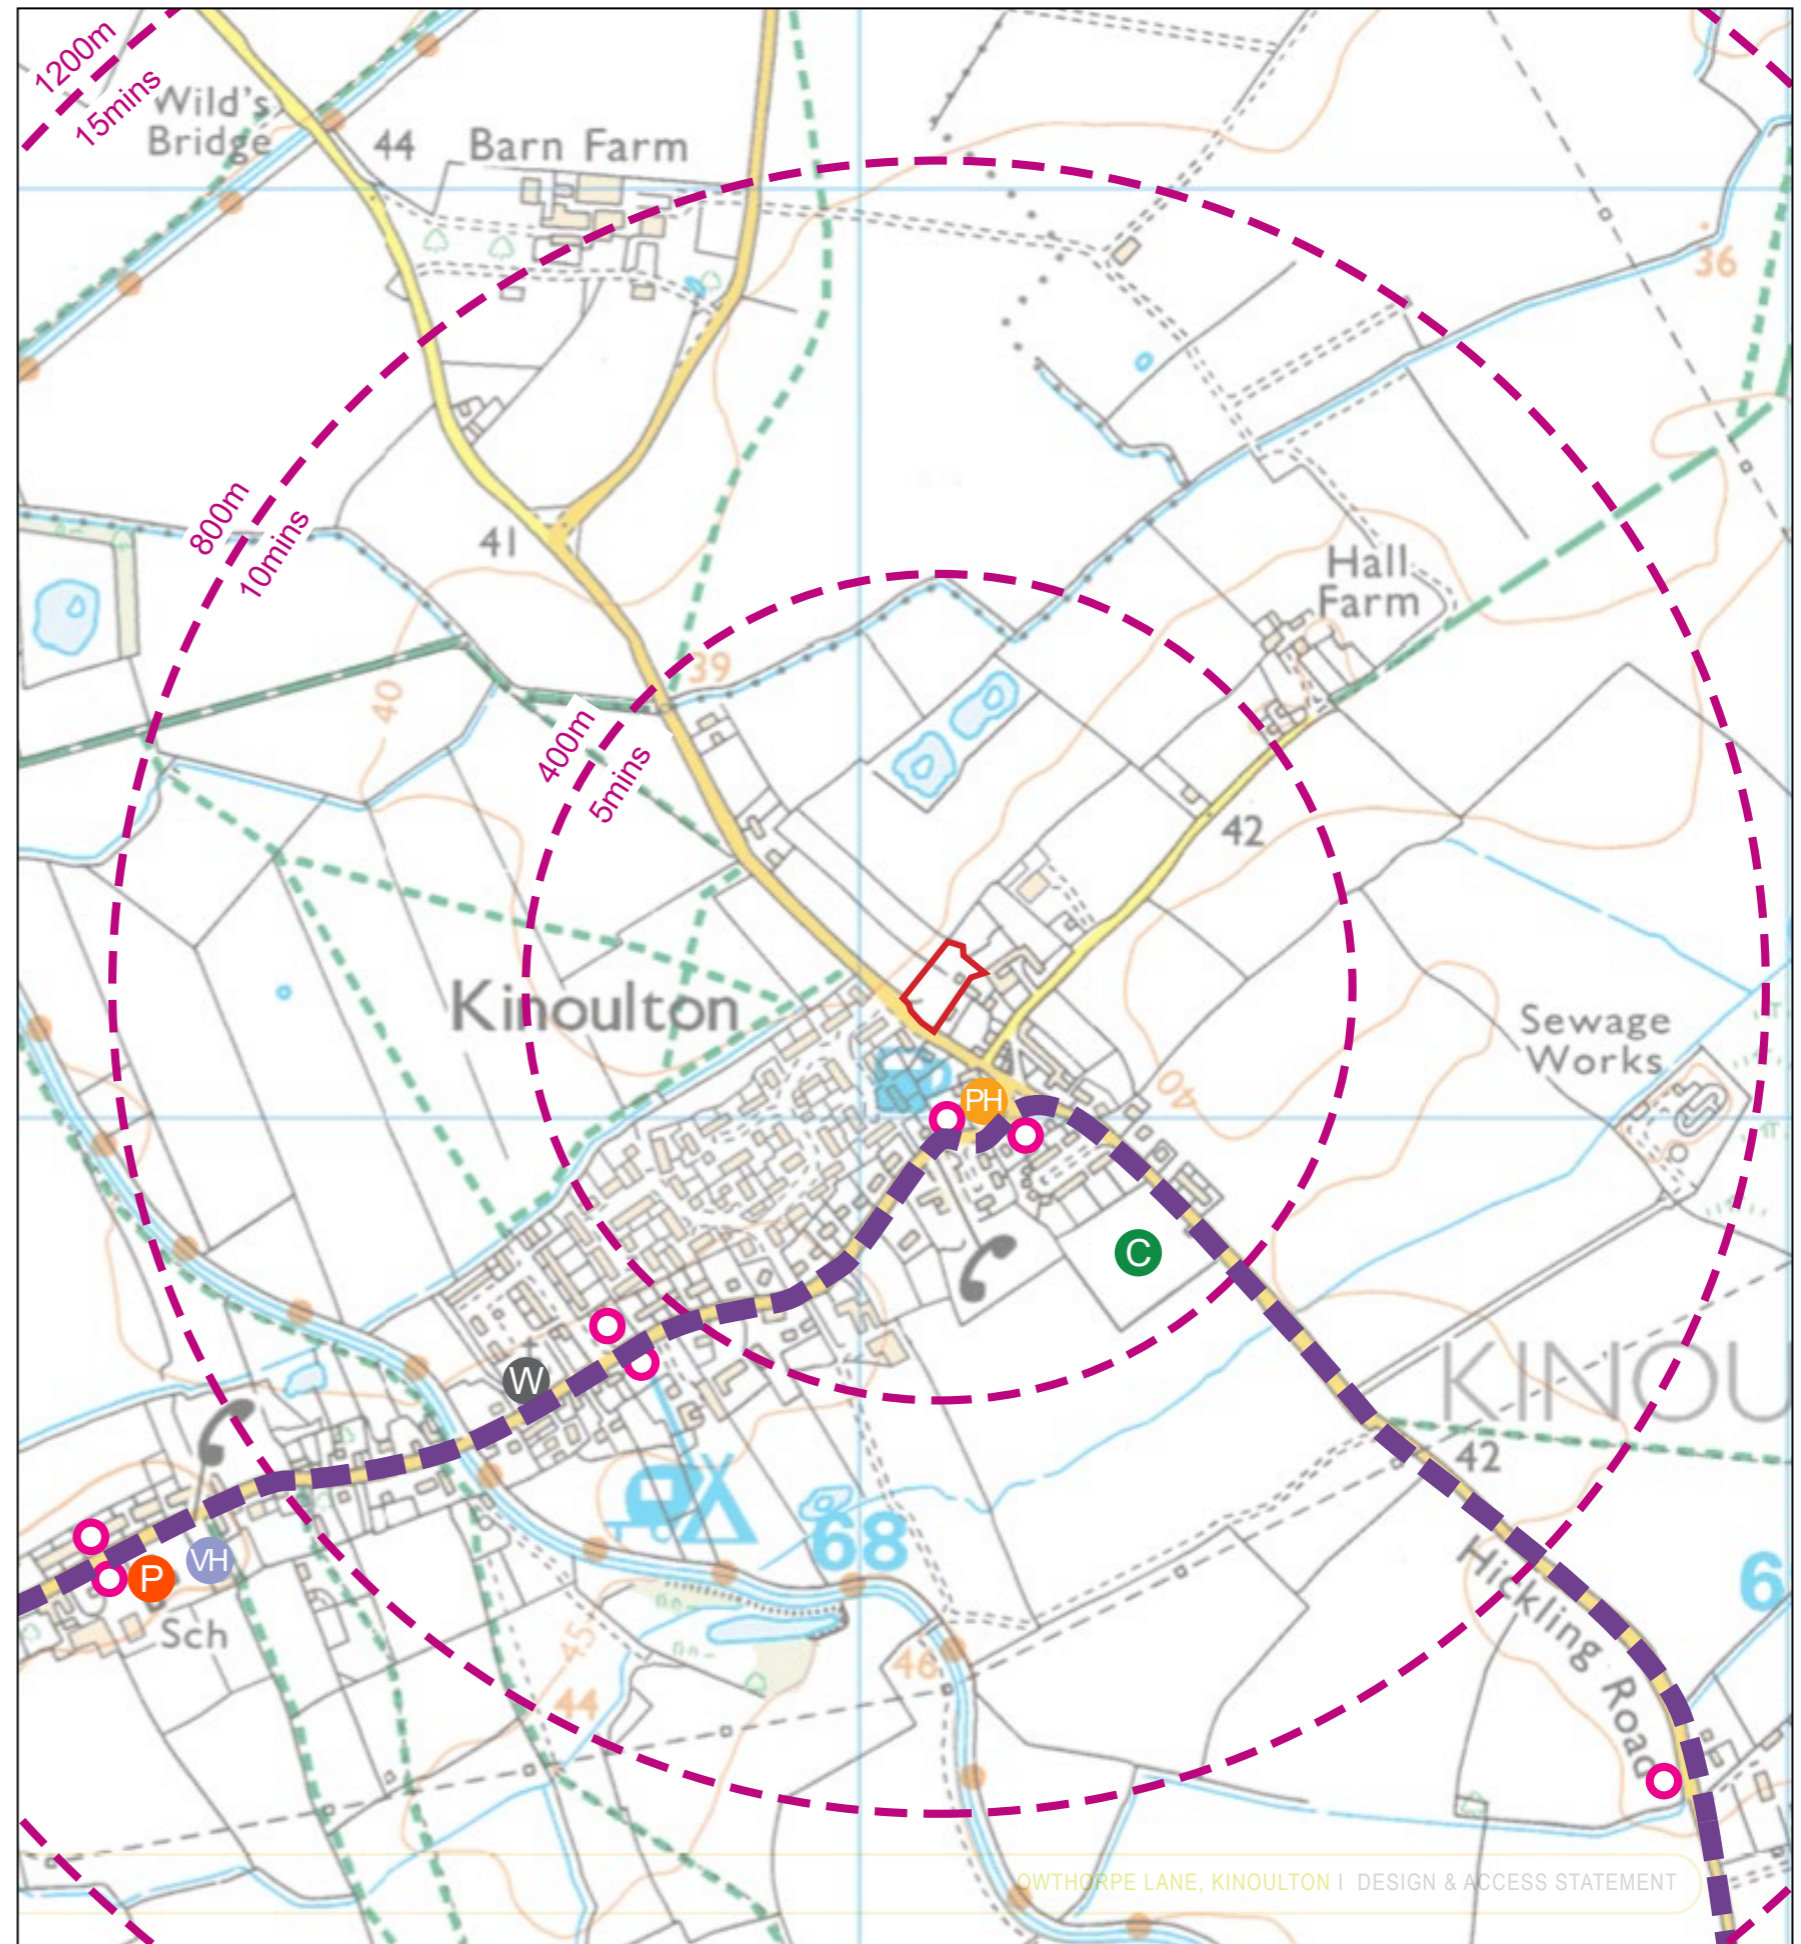 1200m
15mins
Wild's
Bridge
44
Barn Farm
36
800m
10mins
41
Hall
Farm
39
40
400m
5mins
42
Kinoulton
Sewage
Works
40
PH
C
W
KINOU
42
68
6
P
VH
Sch
Hickling Road
45
44
46
OWTHORPE LANE, KINOULTON I DESIGN & ACCESS STATEMENT